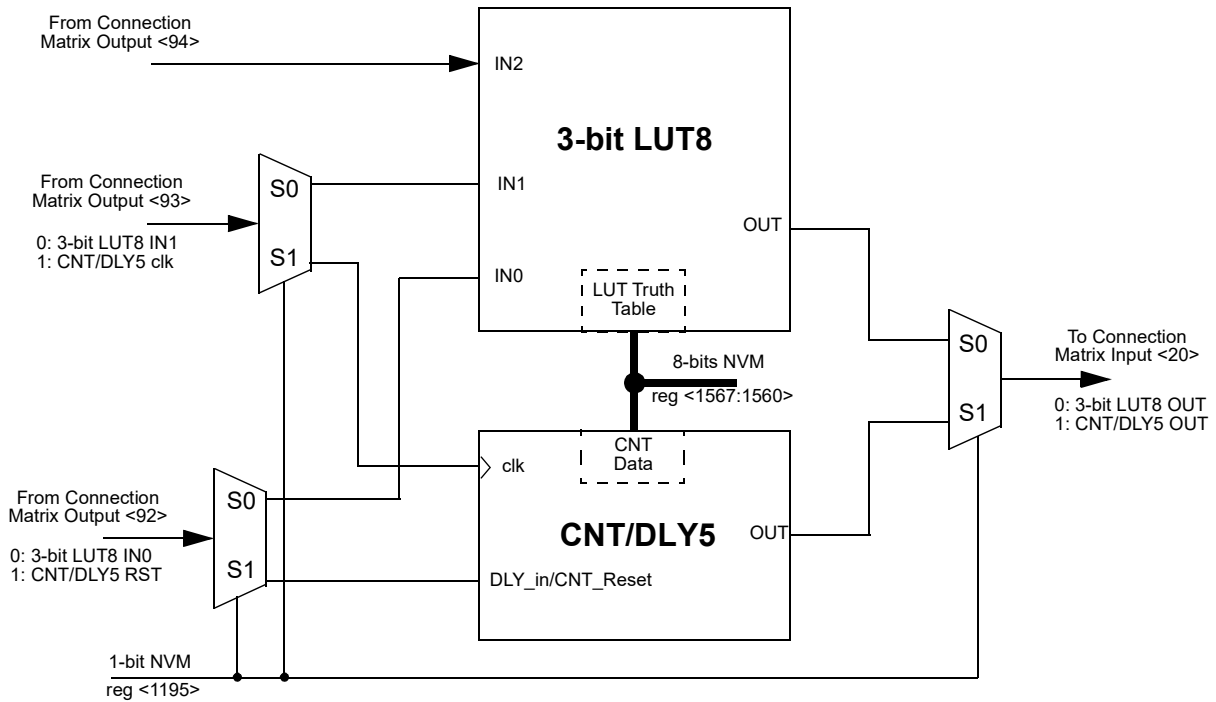 From Connection
Matrix Output <94>
IN2
3-bit LUT8
From Connection
Matrix Output <93>
0: 3-bit LUT8 IN1
1: CNT/DLY5 clk
S0
S1
IN1
IN0
OUT
LUT Truth
Table
8-bits NVM
reg <1567:1560>
S0
S1
To Connection
Matrix Input <20>
0: 3-bit LUT8 OUT
1: CNT/DLY5 OUT
CNT
Data
clk
CNT/DLY5
OUT
DLY_in/CNT_Reset
From Connection
Matrix Output <92>
0: 3-bit LUT8 IN0
1: CNT/DLY5 RST
S0
S1
1-bit NVM
reg <1195>